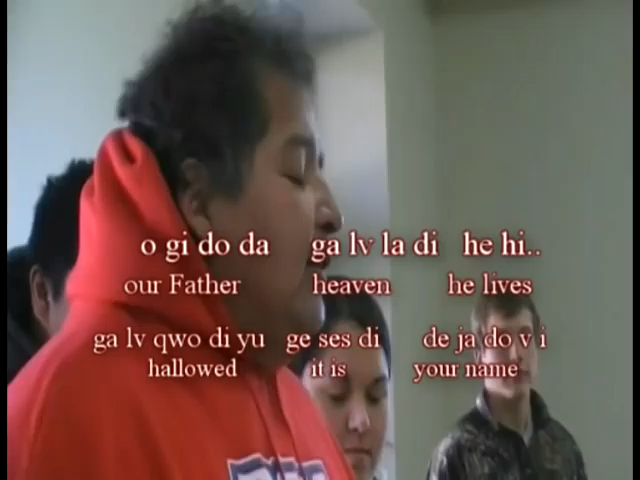 o gi do da ga lv la di he hi..
our Father heaven he lives
ga lv qwo di yu ge ses di de ja do v i
hallowed it is your name